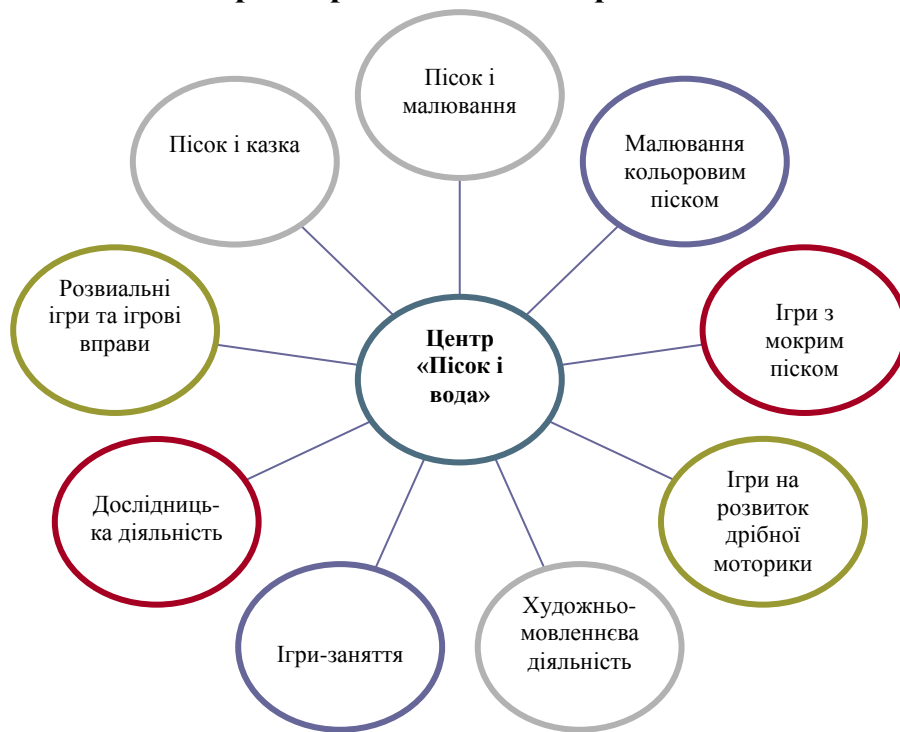 Пісок і
малювання
Малювання
кольоровим
піском
Ігри з
мокрим
піском
Ігри на
розвиток
дрібної
моторики
Художньо-
мовленнєва
діяльність
Ігри-заняття
Дослідниць-
ка діяльність
Розвиальні
ігри та ігрові
вправи
Пісок і казка
Центр
«Пісок і
вода»